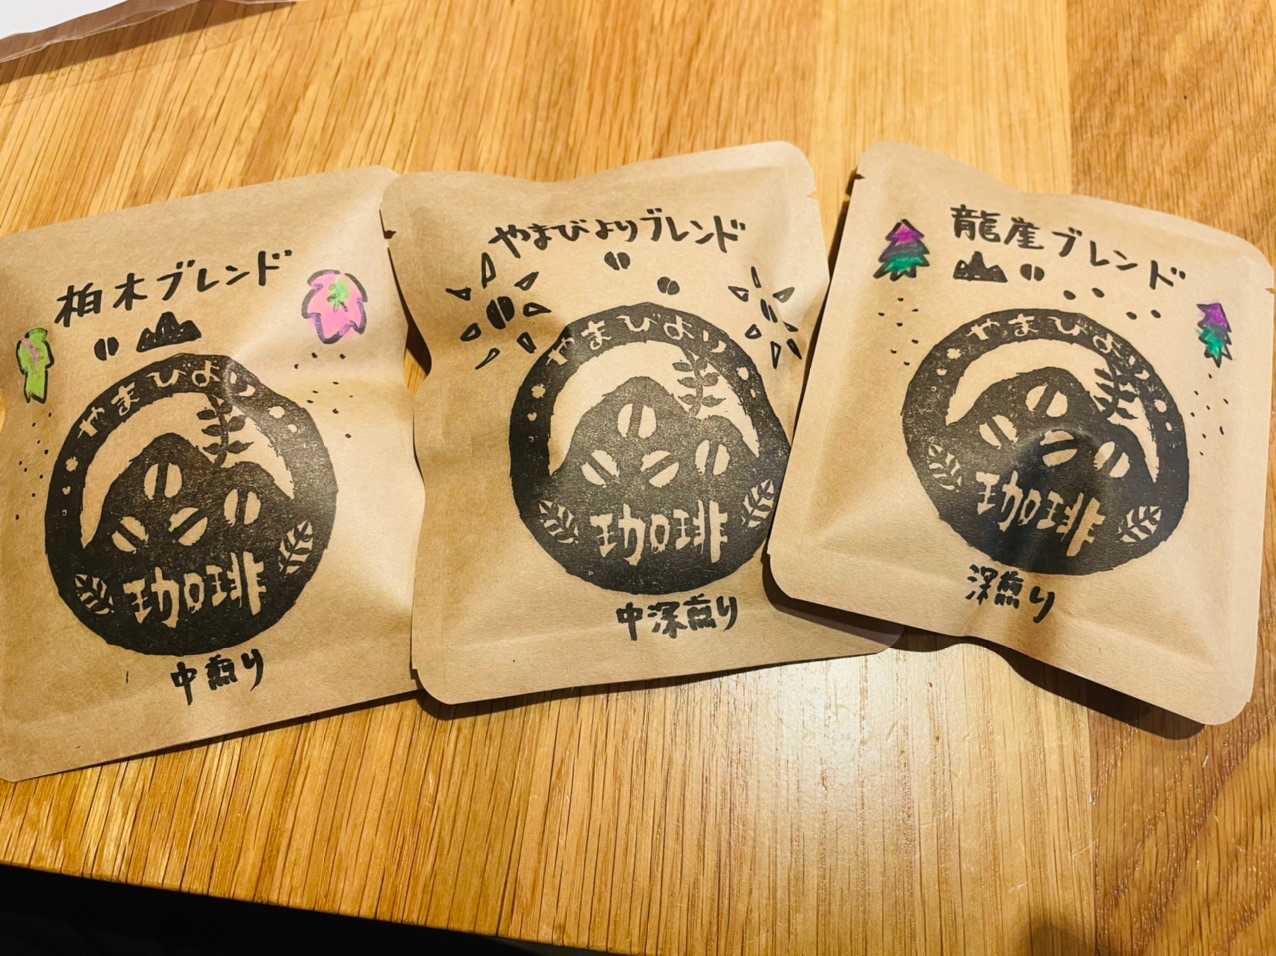 柏木ブレンド
やまびより
珈琲
中煎り
やまびよりブレンド
やまびより
珈琲
中深煎り
龍産ブレンド
やまびより
珈琲
深煎り